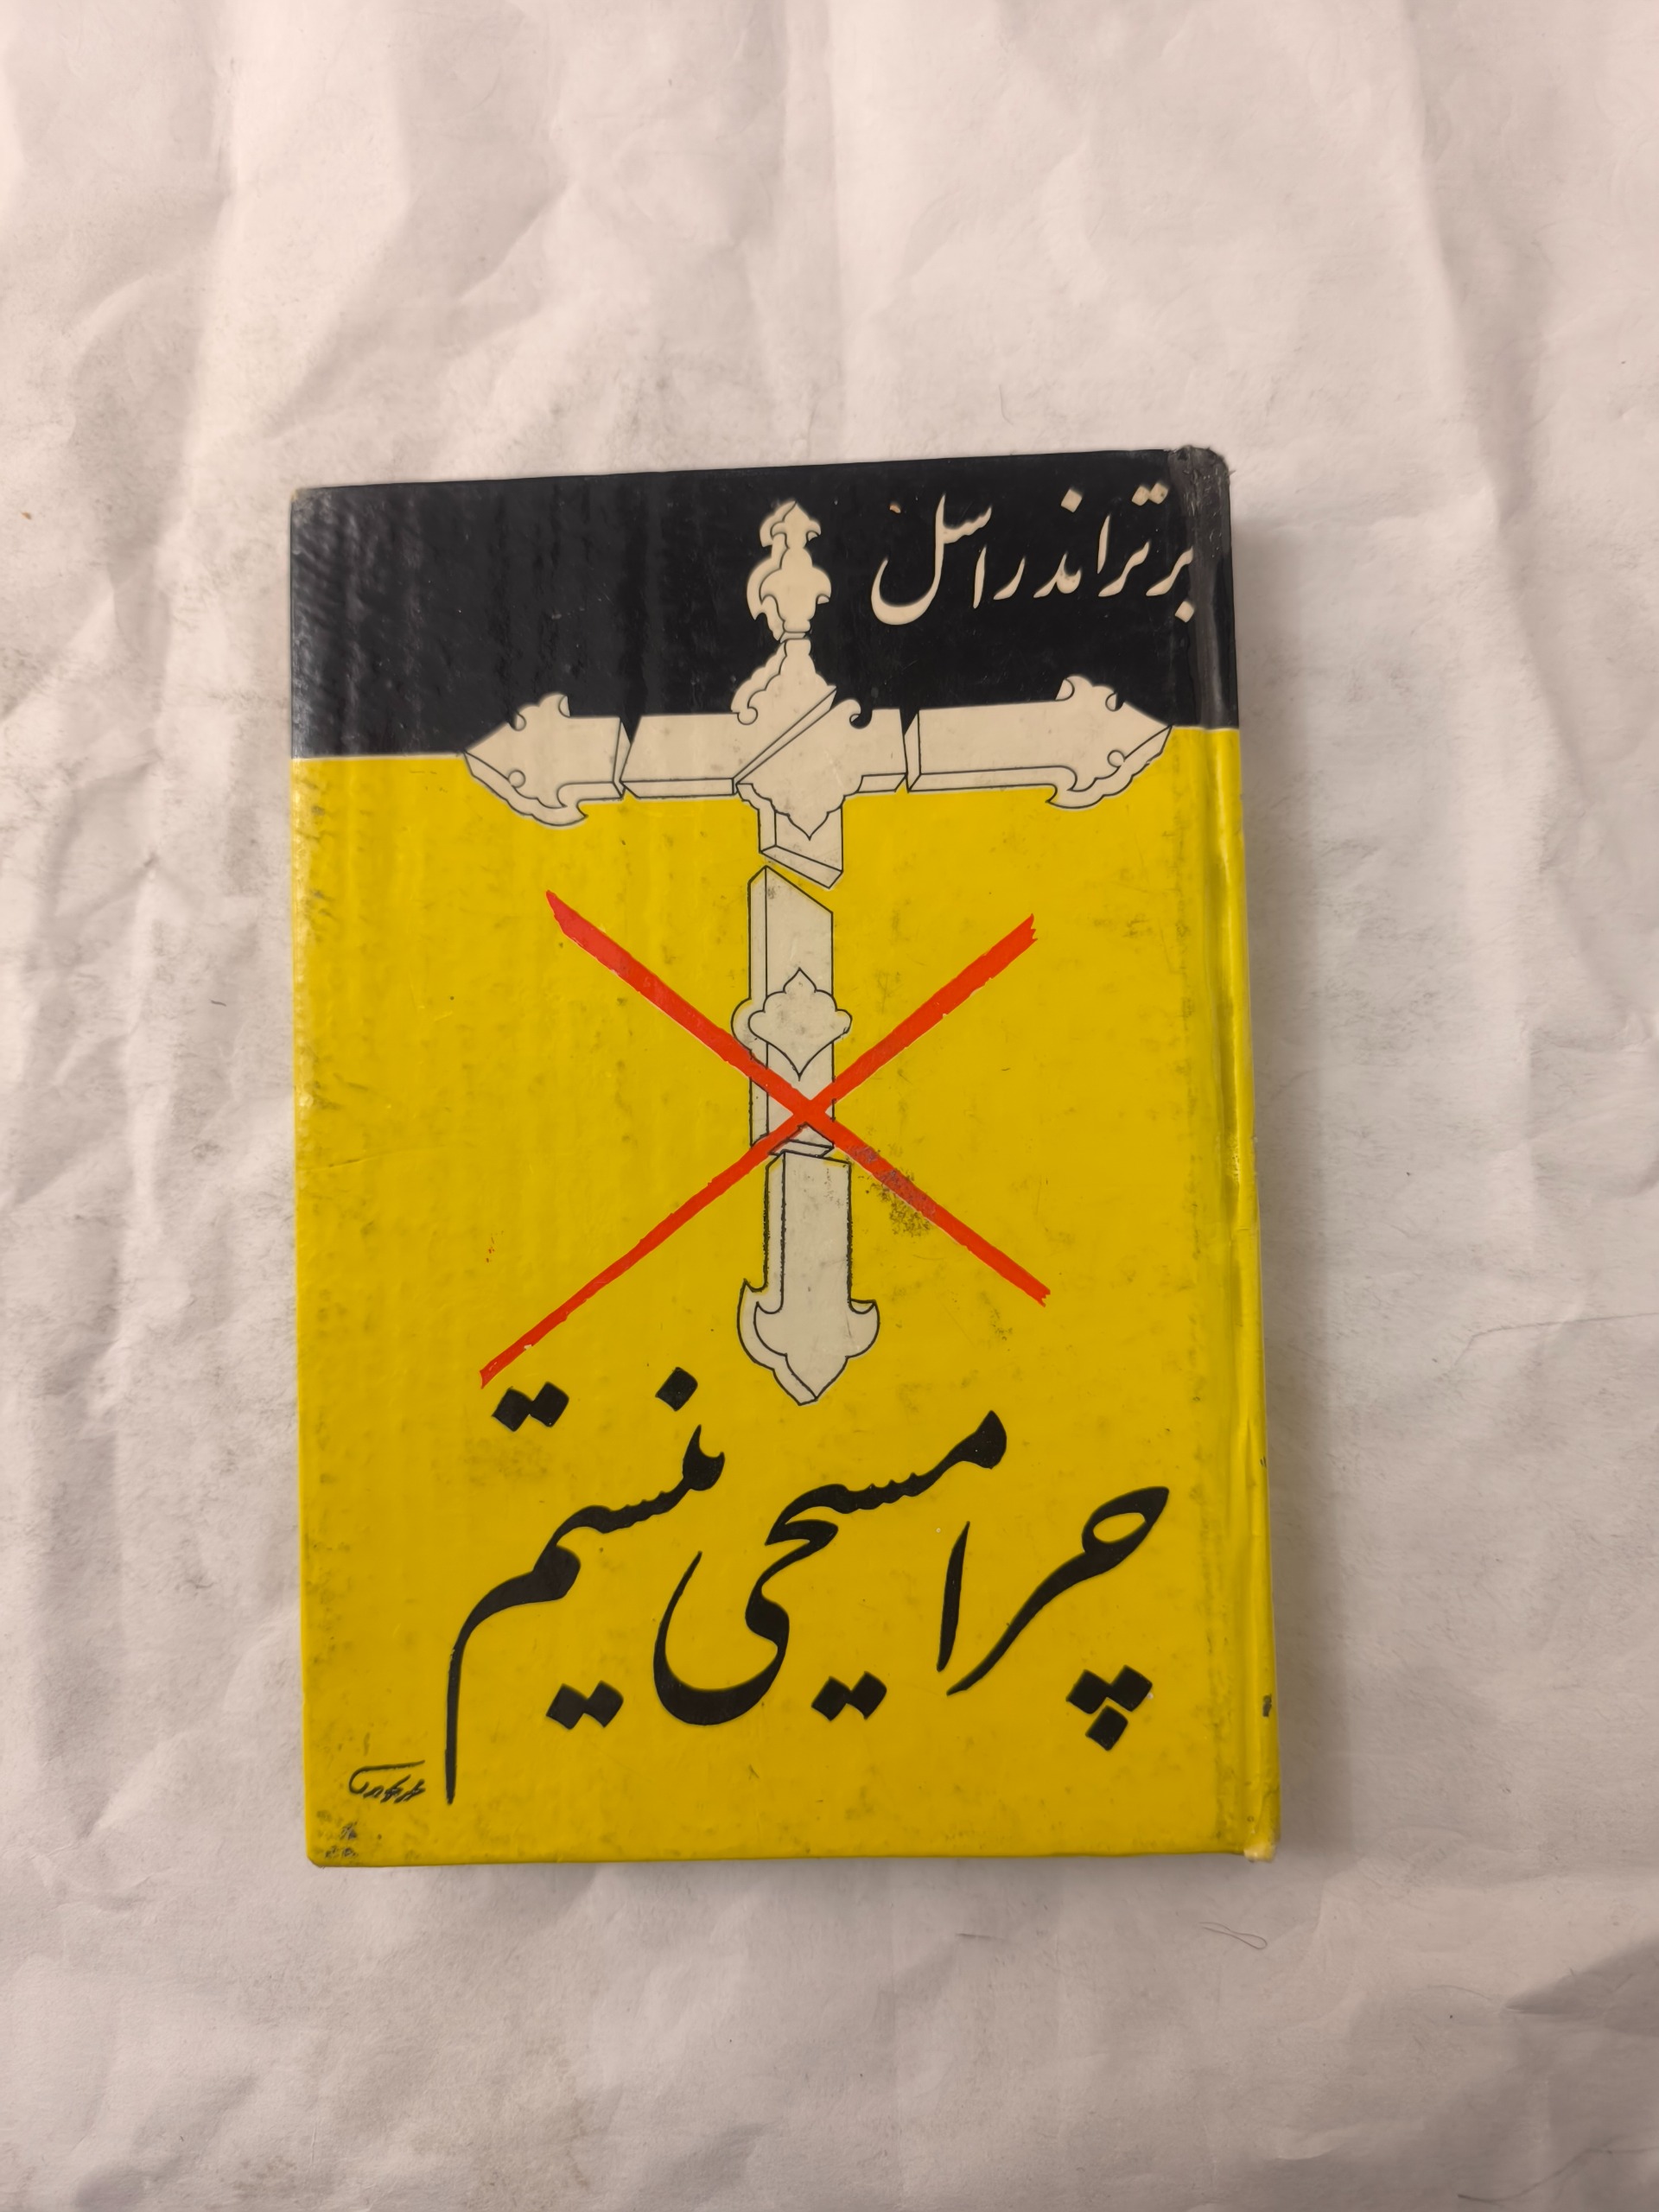 برتراند راسل
چرا مسیحی نیستم